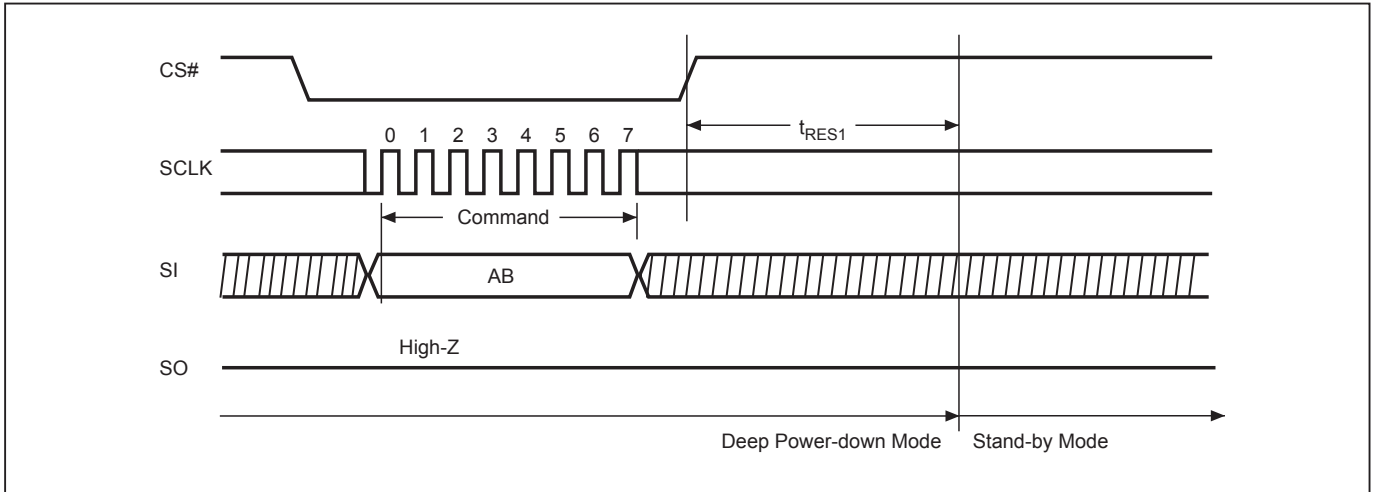 CS#
t_RES1
0 1 2 3 4 5 6 7
SCLK
Command
SI
AB
High-Z
SO
Deep Power-down Mode Stand-by Mode